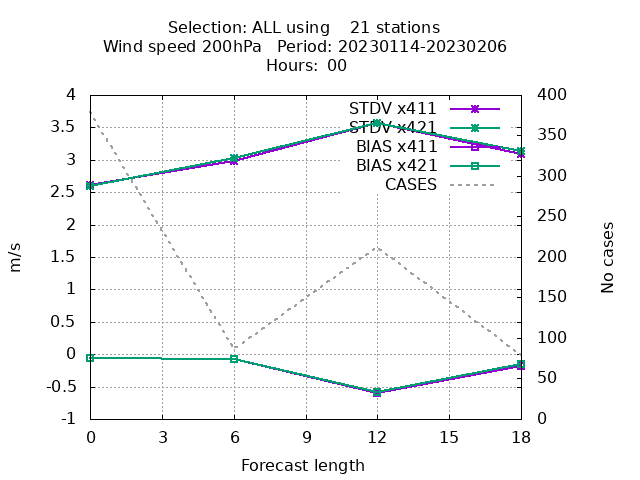 Selection: ALL using 21 stations
Wind speed 200hPa Period: 20230114-20230206
Hours: 00
STDV x411
STDV x421
BIAS x411
BIAS x421
CASES
4
3.5
3
2.5
2
1.5
1
0.5
0
-0.5
-1
m/s
400
350
300
250
200
150
100
50
0
No cases
0 3 6 9 12 15 18
Forecast length